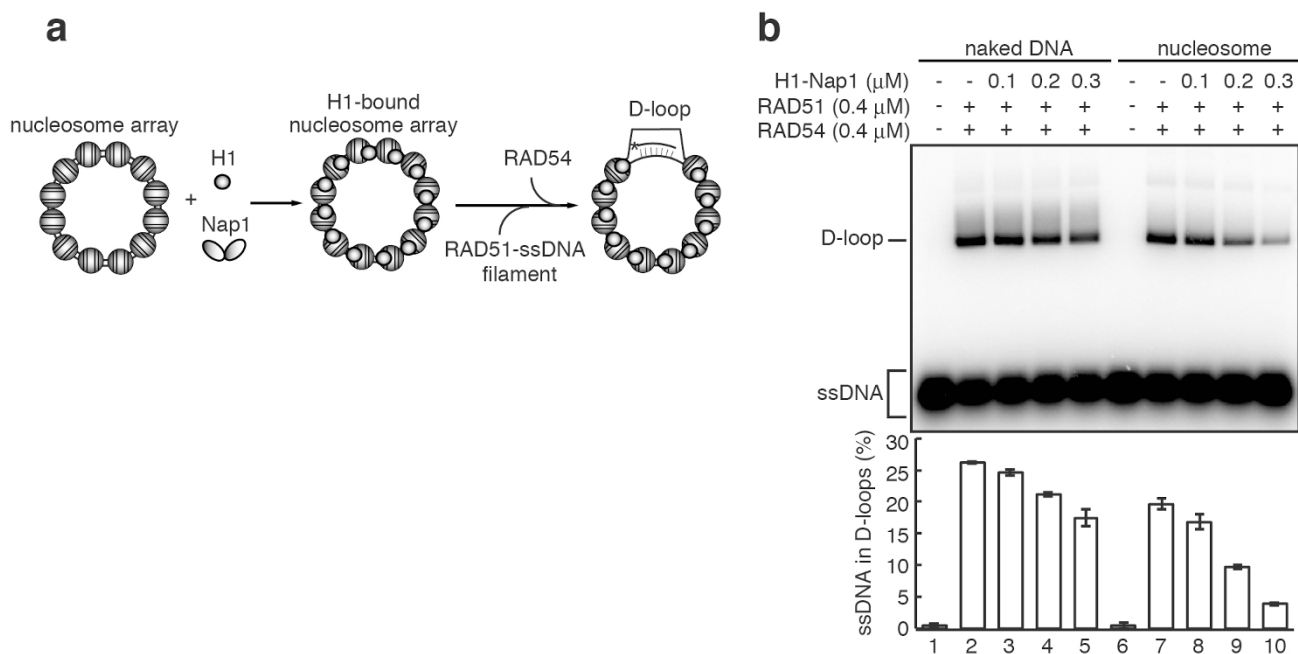 a
nucleosome array
+
H1
Nap1
H1-bound
nucleosome array
RAD54
RAD51-ssDNA
filament
D-loop
*
b
naked DNA nucleosome
H1-Nap1 (μM) - - 0.1 0.2 0.3 - - 0.1 0.2 0.3
RAD51 (0.4 μM) - + + + + - + + + +
RAD54 (0.4 μM) - + + + + - + + + +
D-loop
ssDNA
ssDNA in D-loops (%)
30
25
20
15
10
5
0
1 2 3 4 5 6 7 8 9 10